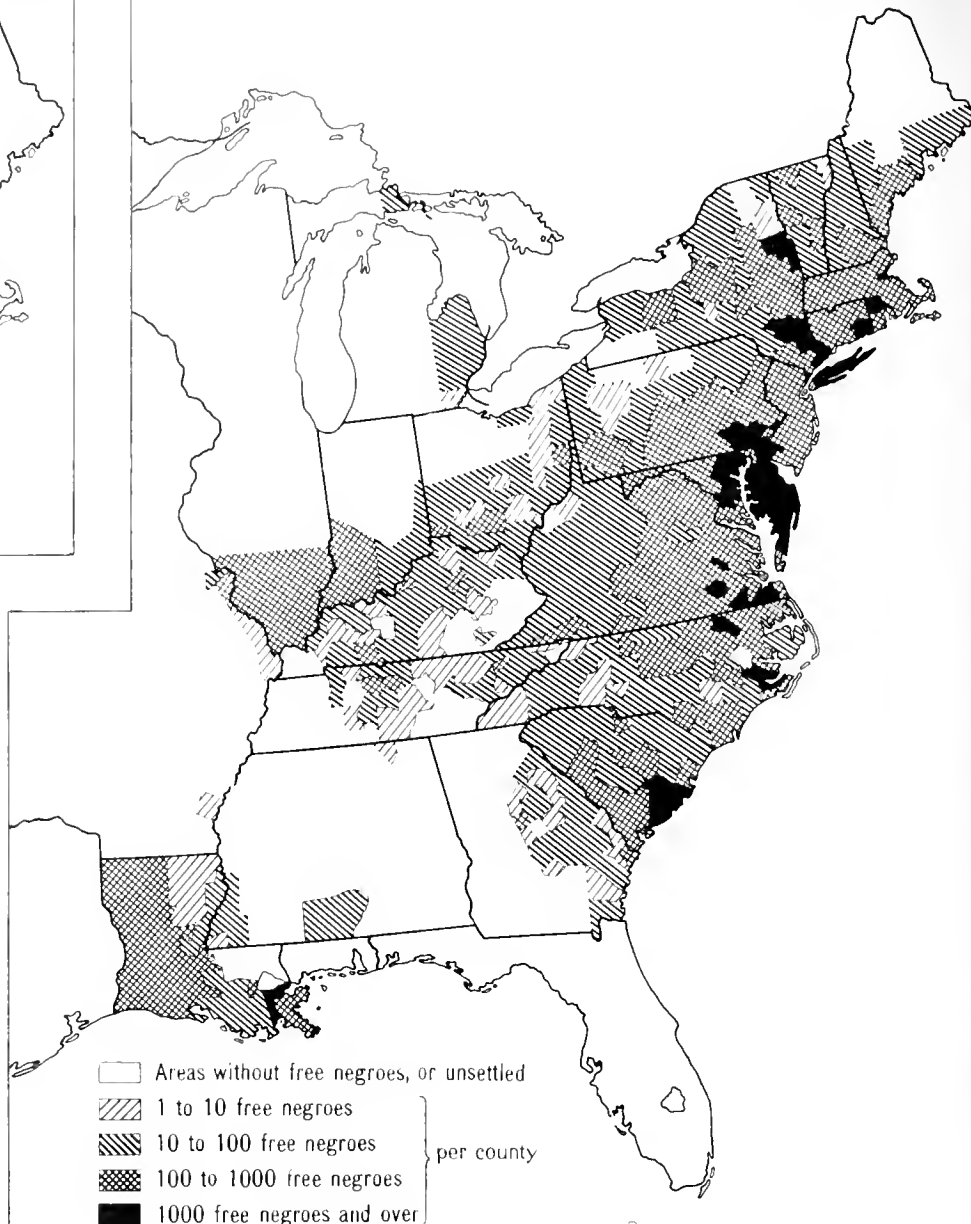 Areas without free negroes, or unsettled
1 to 10 free negroes
10 to 100 free negroes
per county
100 to 1000 free negroes
1000 free negroes and over